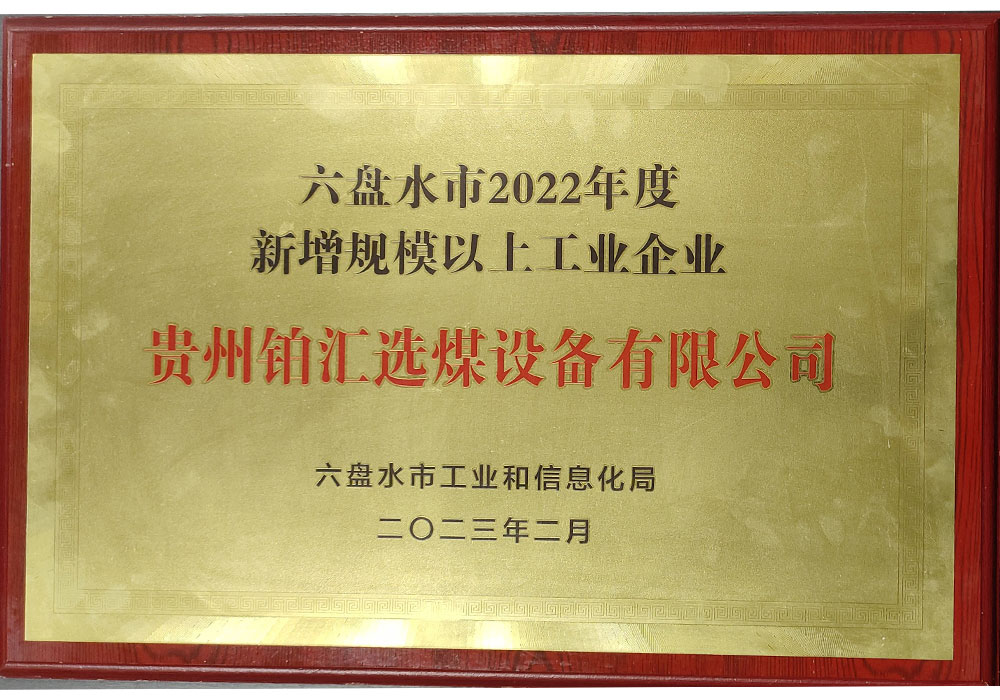 六盘水市2022年度
新增规模以上工业企业
贵州铂汇选煤设备有限公司
六盘水市工业和信息化局
二〇二三年二月